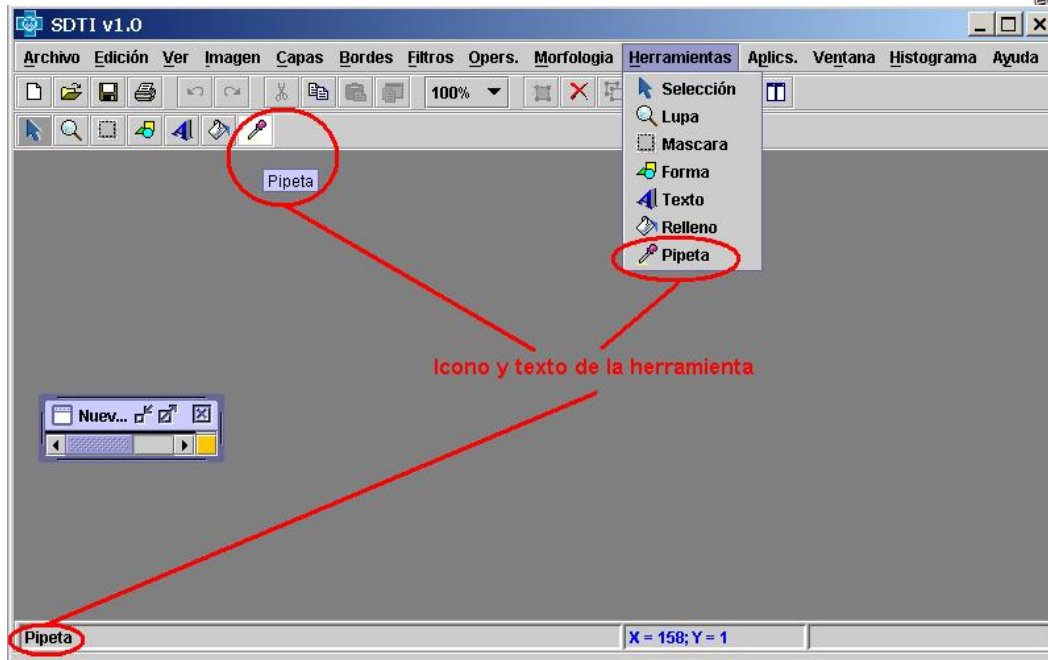 SDTI v1.0
Archivo Edición Ver Imagen Capas Bordes Filtros Opers. Morfologia Herramientas Aplics. Ventana Histograma Ayuda
100%
Selección
Lupa
Mascara
Forma
Texto
Relleno
Pipeta
Pipeta
Icono y texto de la herramienta
Nuev...
Pipeta
X = 158; Y = 1